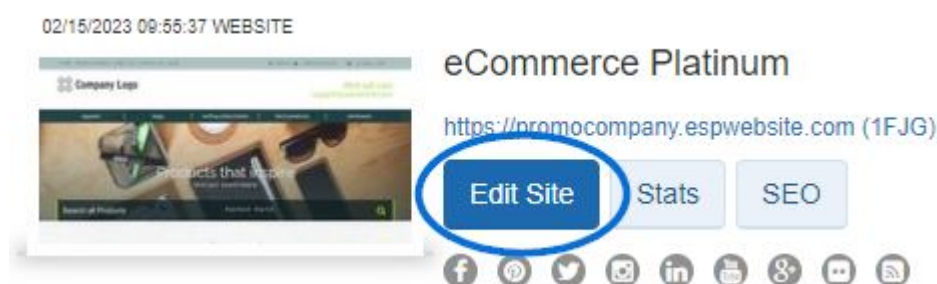 02/15/2023 09:55:37 WEBSITE
eCommerce Platinum
https://promocompany.espwebsite.com (1FJG)
Company Logo
Products that inspire
Search all Products
Edit Site
Stats
SEO